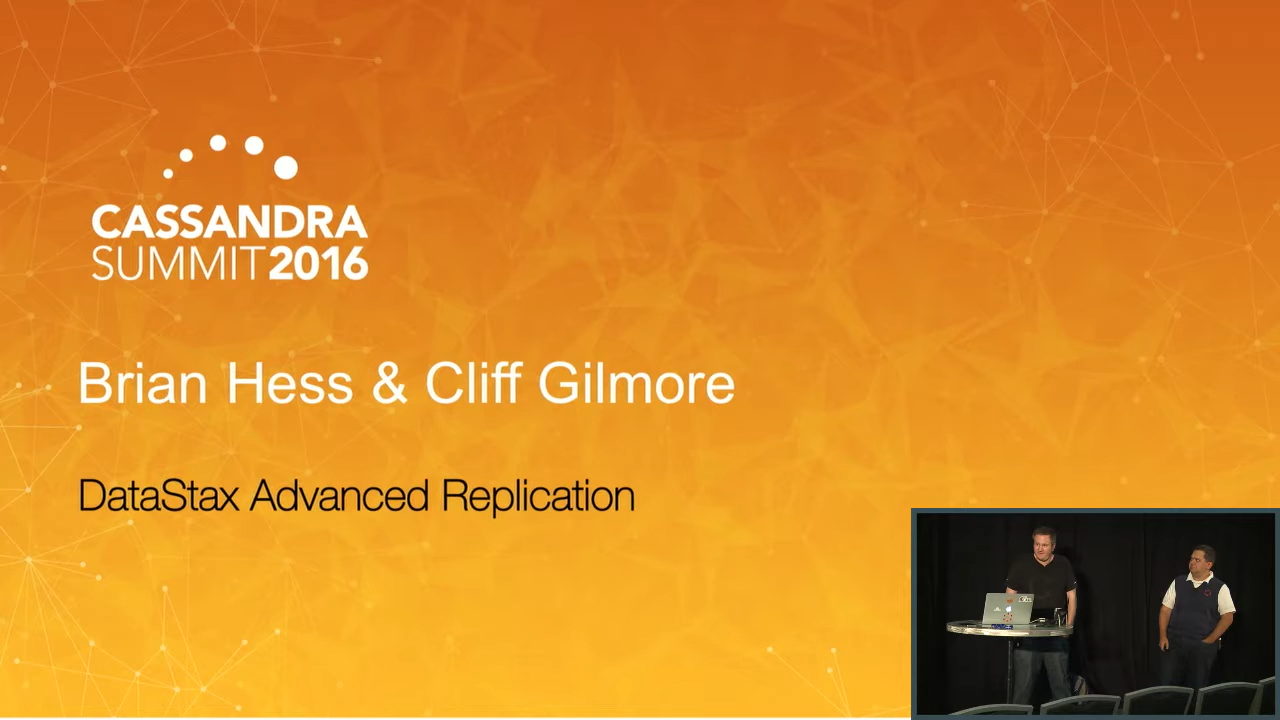 CASSANDRA
SUMMIT2016
Brian Hess & Cliff Gilmore
DataStax Advanced Replication